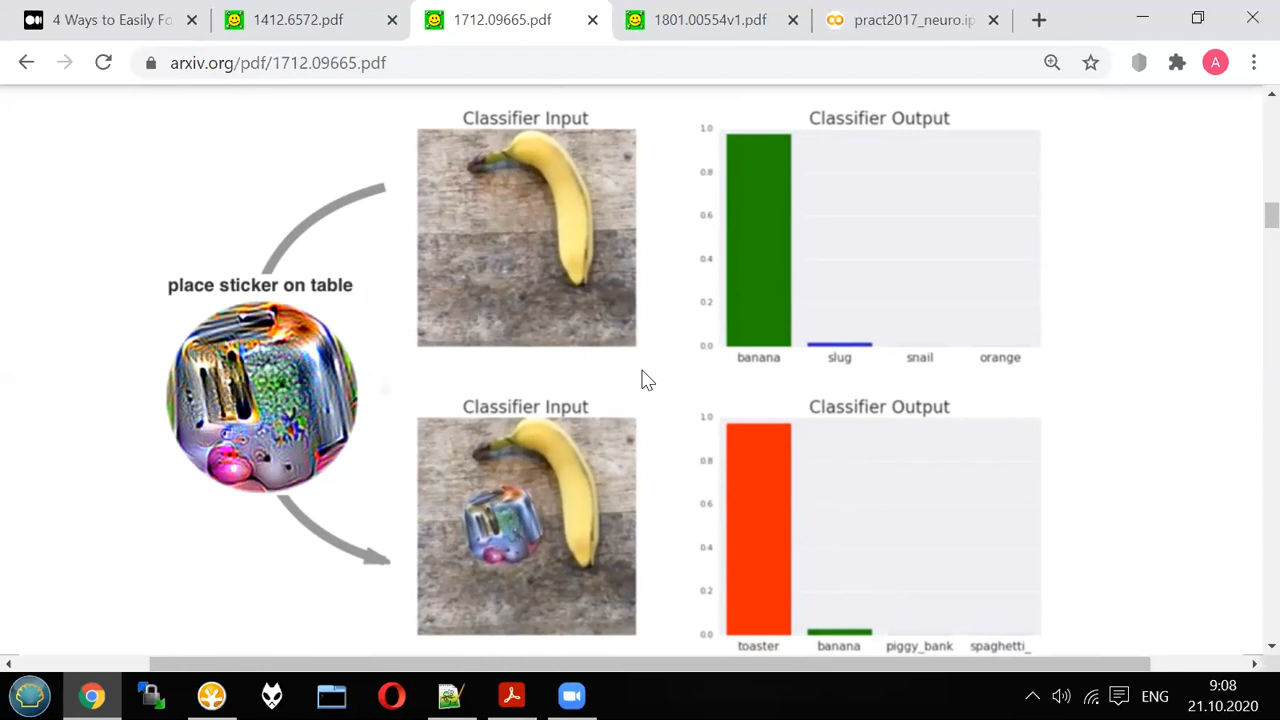 4 Ways to Easily Fo
1412.6572.pdf
1712.09665.pdf
1801.00554v1.pdf
pract2017_neuro.ip
arxiv.org/pdf/1712.09665.pdf
A
Classifier Input
Classifier Output
1.0
0.8
0.6
0.4
0.2
0.0
banana
slug
snail
orange
place sticker on table
Classifier Input
Classifier Output
1.0
0.8
0.6
0.4
0.2
0.0
toaster
banana
piggy_bank
spaghetti_
ENG
9:08
21.10.2020